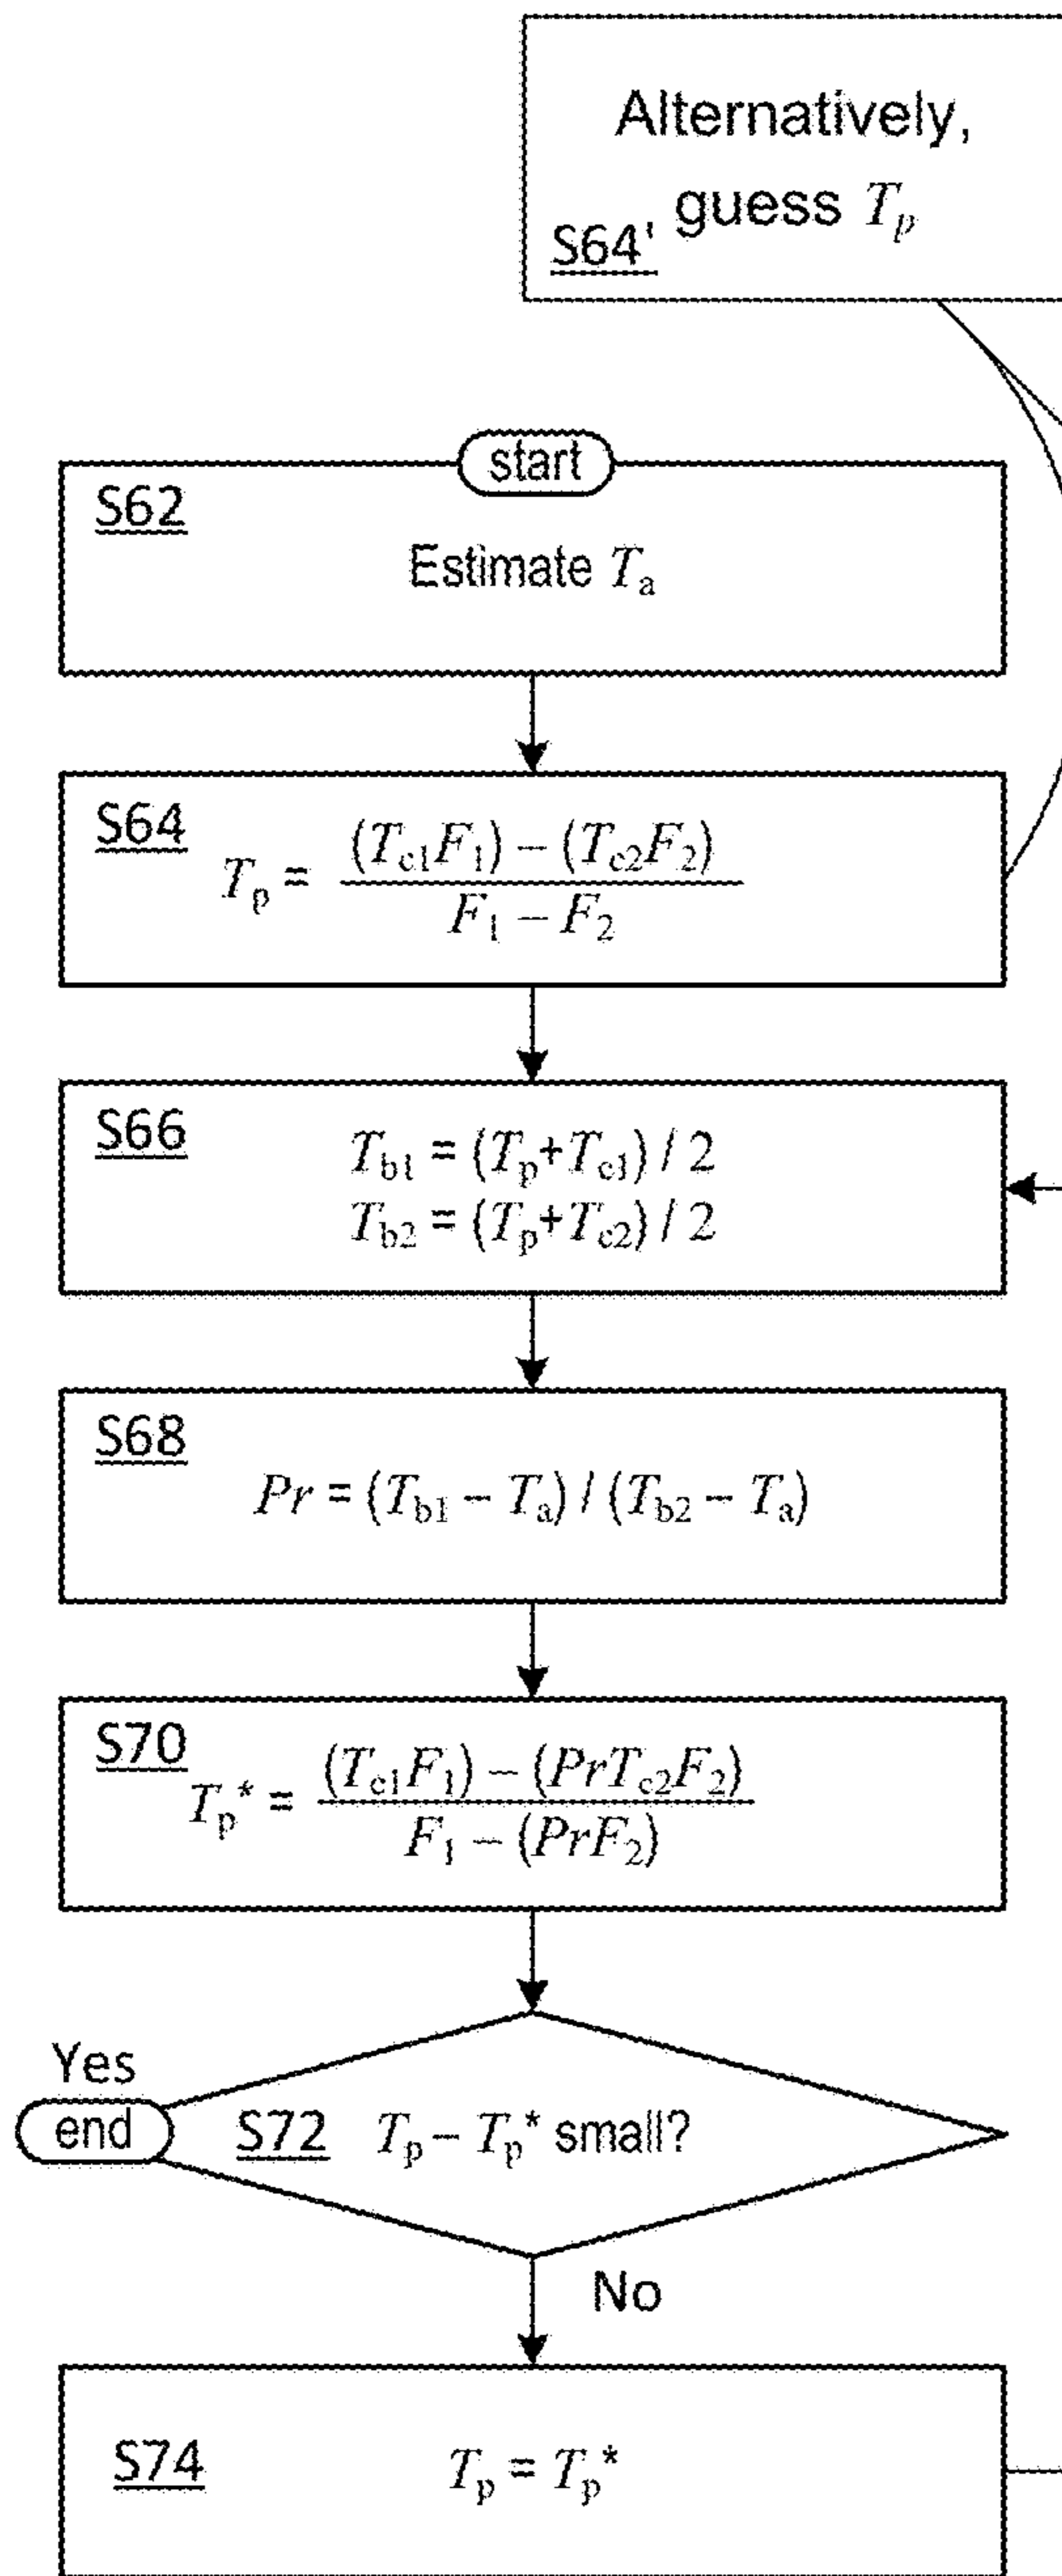 Alternatively,
guess Tp
S64'
start
S62
Estimate Ta
S64
Tp = (Tc1F1) – (Tc2F2)
F1 – F2
S66
Tb1 = (Tp+Tc1) / 2
Tb2 = (Tp+Tc2) / 2
S68
Pr = (Tb1 – Ta) / (Tb2 – Ta)
S70
Tp* = (Tc1F1) – (PrTc2F2)
F1 – (PrF2)
Yes
end
S72 Tp – Tp* small?
No
S74 Tp = Tp*